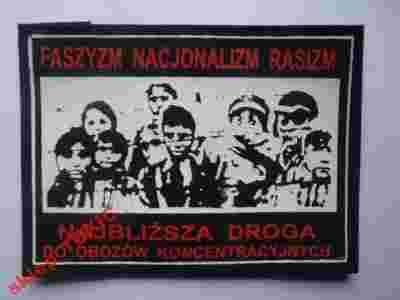 FASZYZM NACJONALIZM RASIZM
NAJBLIŻSZA DROGA
DO OBOZÓW KONCENTRACYJNYCH